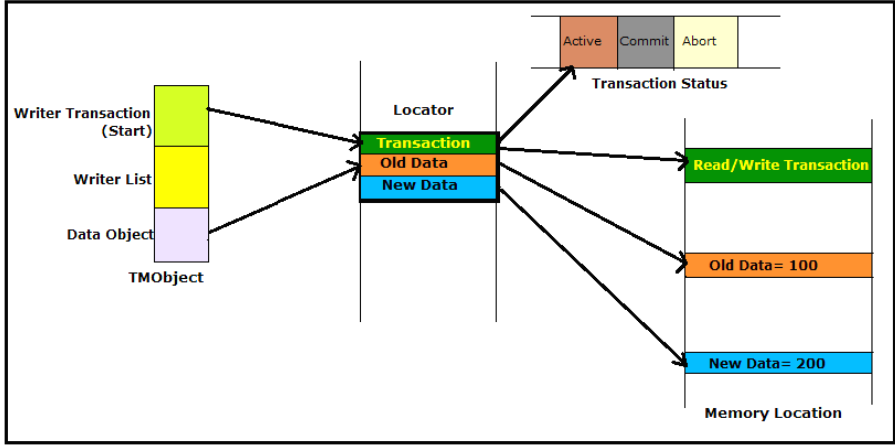 Active Commit Abort
Transaction Status
Writer Transaction
(Start)
Writer List
Data Object
TMObject
Locator
Transaction
Old Data
New Data
Read/Write Transaction
Old Data= 100
New Data= 200
Memory Location